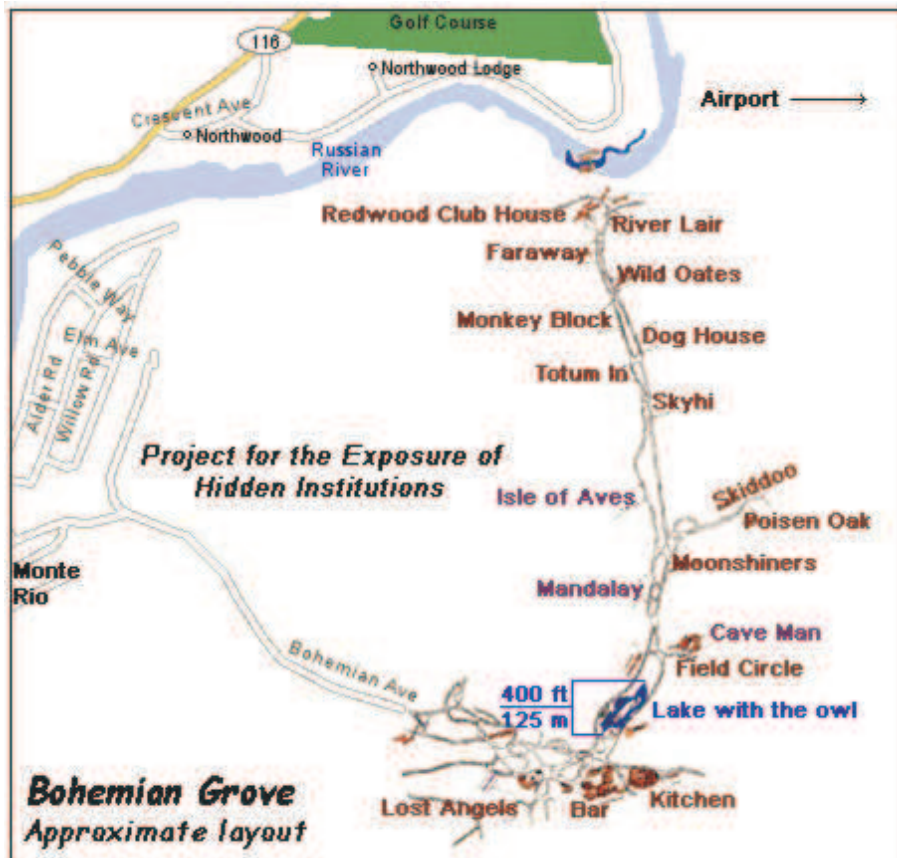 Golf Course
116
Northwood Lodge
Airport
Crescent Ave
Northwood
Russian
River
Redwood Club House
River Lair
Faraway
Pebble Way
Wild Oates
Monkey Block
Dog House
Elm Ave
Totum In
Alder Rd
Willow Rd
Skyhi
Project for the Exposure of
Hidden Institutions
Isle of Aves
Skiddoo
Poisen Oak
Monte
Rio
Moonshiners
Mandalay
Cave Man
Field Circle
Bohemian Ave
400 ft
125 m
Lake with the owl
Bohemian Grove
Approximate layout
Lost Angels
Bar
Kitchen